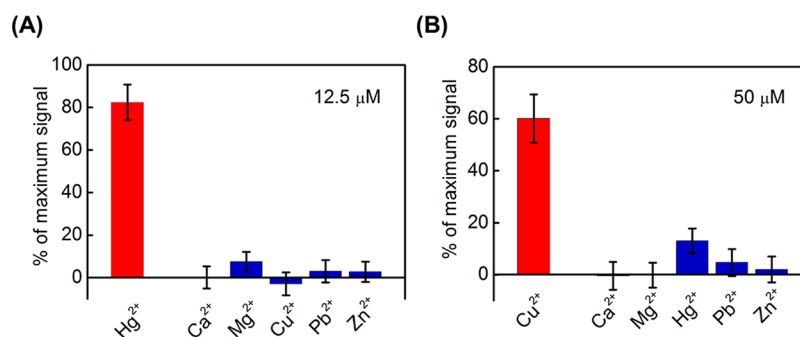 (A)
% of maximum signal
100
80
60
40
20
0
12.5 μM
Hg²⁺
Ca²⁺
Mg²⁺
Cu²⁺
Pb²⁺
Zn²⁺
(B)
% of maximum signal
80
60
40
20
0
50 μM
Cu²⁺
Ca²⁺
Mg²⁺
Hg²⁺
Pb²⁺
Zn²⁺